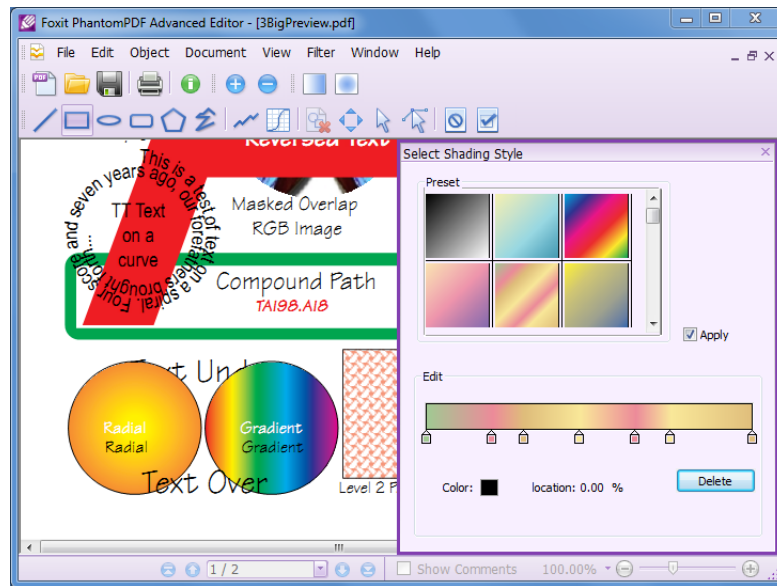 Foxit PhantomPDF Advanced Editor - [3BigPreview.pdf]
File Edit Object Document View Filter Window Help
PDF
Reversed Text
Select Shading Style
Preset
This is a test of text on a spiral. Four score and seven years ago, our forefathers brought forth...
TT Text
on a
curve
Masked Overlap
RGB Image
Compound Path
TAI98.AI8
Apply
Text Und
Edit
Radial
Radial
Gradient
Gradient
Text Over
Level 2 P
Color:
location: 0.00 %
Delete
1 / 2
Show Comments
100.00%